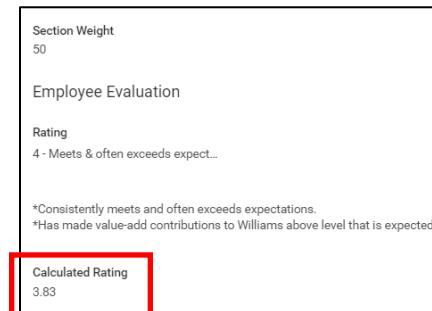 Section Weight
50
Employee Evaluation
Rating
4 - Meets & often exceeds expect...
*Consistently meets and often exceeds expectations.
*Has made value-add contributions to Williams above level that is expected
Calculated Rating
3.83